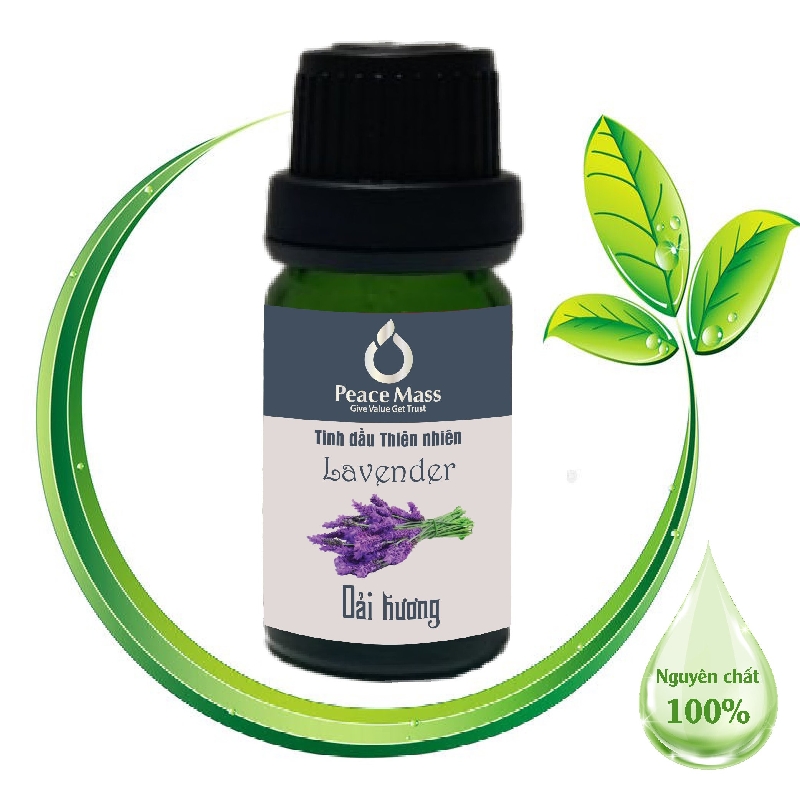 Peace Mass
Give Value Get Trust
Tinh dầu Thiên nhiên
Lavender
Oải hương
Nguyên chất
100%